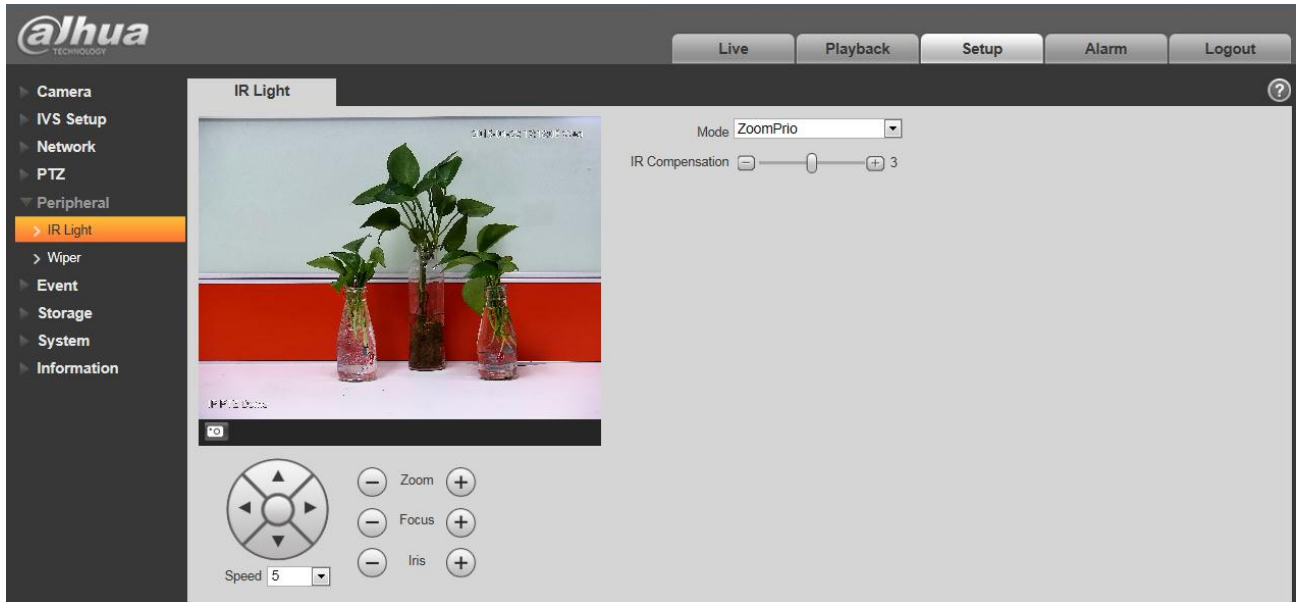 alhua
TECHNOLOGY
Live
Playback
Setup
Alarm
Logout
Camera
IVS Setup
Network
PTZ
Peripheral
IR Light
Wiper
Event
Storage
System
Information
IR Light
?
Mode ZoomPrio
IR Compensation 3
Zoom
Focus
Iris
Speed 5